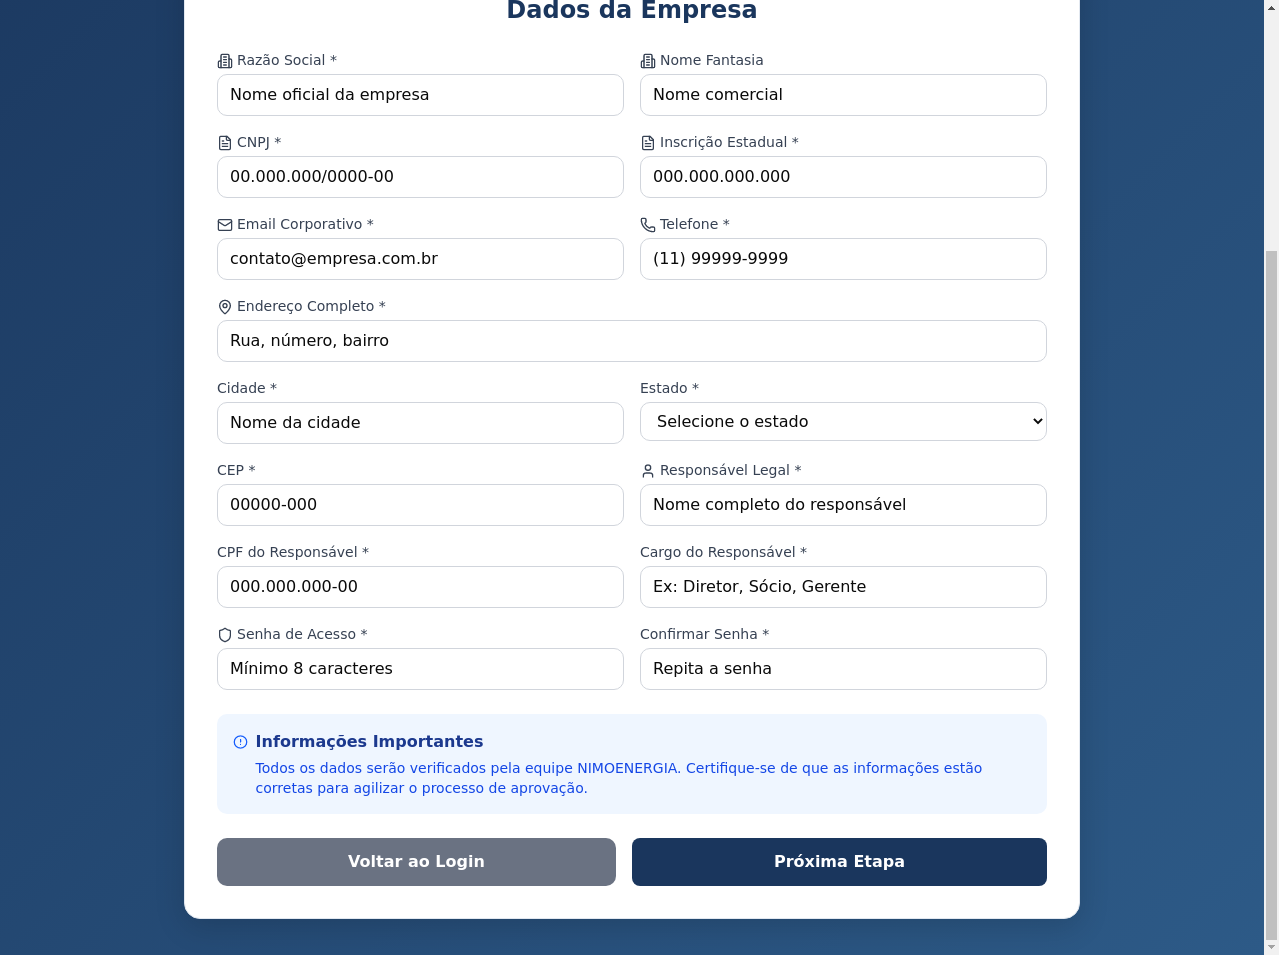 Dados da Empresa
Razão Social *
Nome Fantasia
Nome oficial da empresa
Nome comercial
CNPJ *
Inscrição Estadual *
00.000.000/0000-00
000.000.000.000
Email Corporativo *
Telefone *
contato@empresa.com.br
(11) 99999-9999
Endereço Completo *
Rua, número, bairro
Cidade *
Estado *
Nome da cidade
Selecione o estado
CEP *
Responsável Legal *
00000-000
Nome completo do responsável
CPF do Responsável *
Cargo do Responsável *
000.000.000-00
Ex: Diretor, Sócio, Gerente
Senha de Acesso *
Confirmar Senha *
Mínimo 8 caracteres
Repita a senha
Informações Importantes
Todos os dados serão verificados pela equipe NIMOENERGIA. Certifique-se de que as informações estão
corretas para agilizar o processo de aprovação.
Voltar ao Login
Próxima Etapa